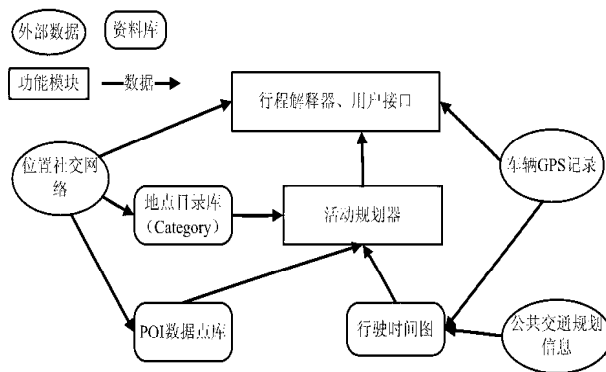 外部数据
资料库
功能模块
数据
行程解释器、用户接口
位置社交网
络
车辆GPS记录
地点目录库
（Category）
活动规划器
POI数据点库
行驶时间图
公共交通规划
信息